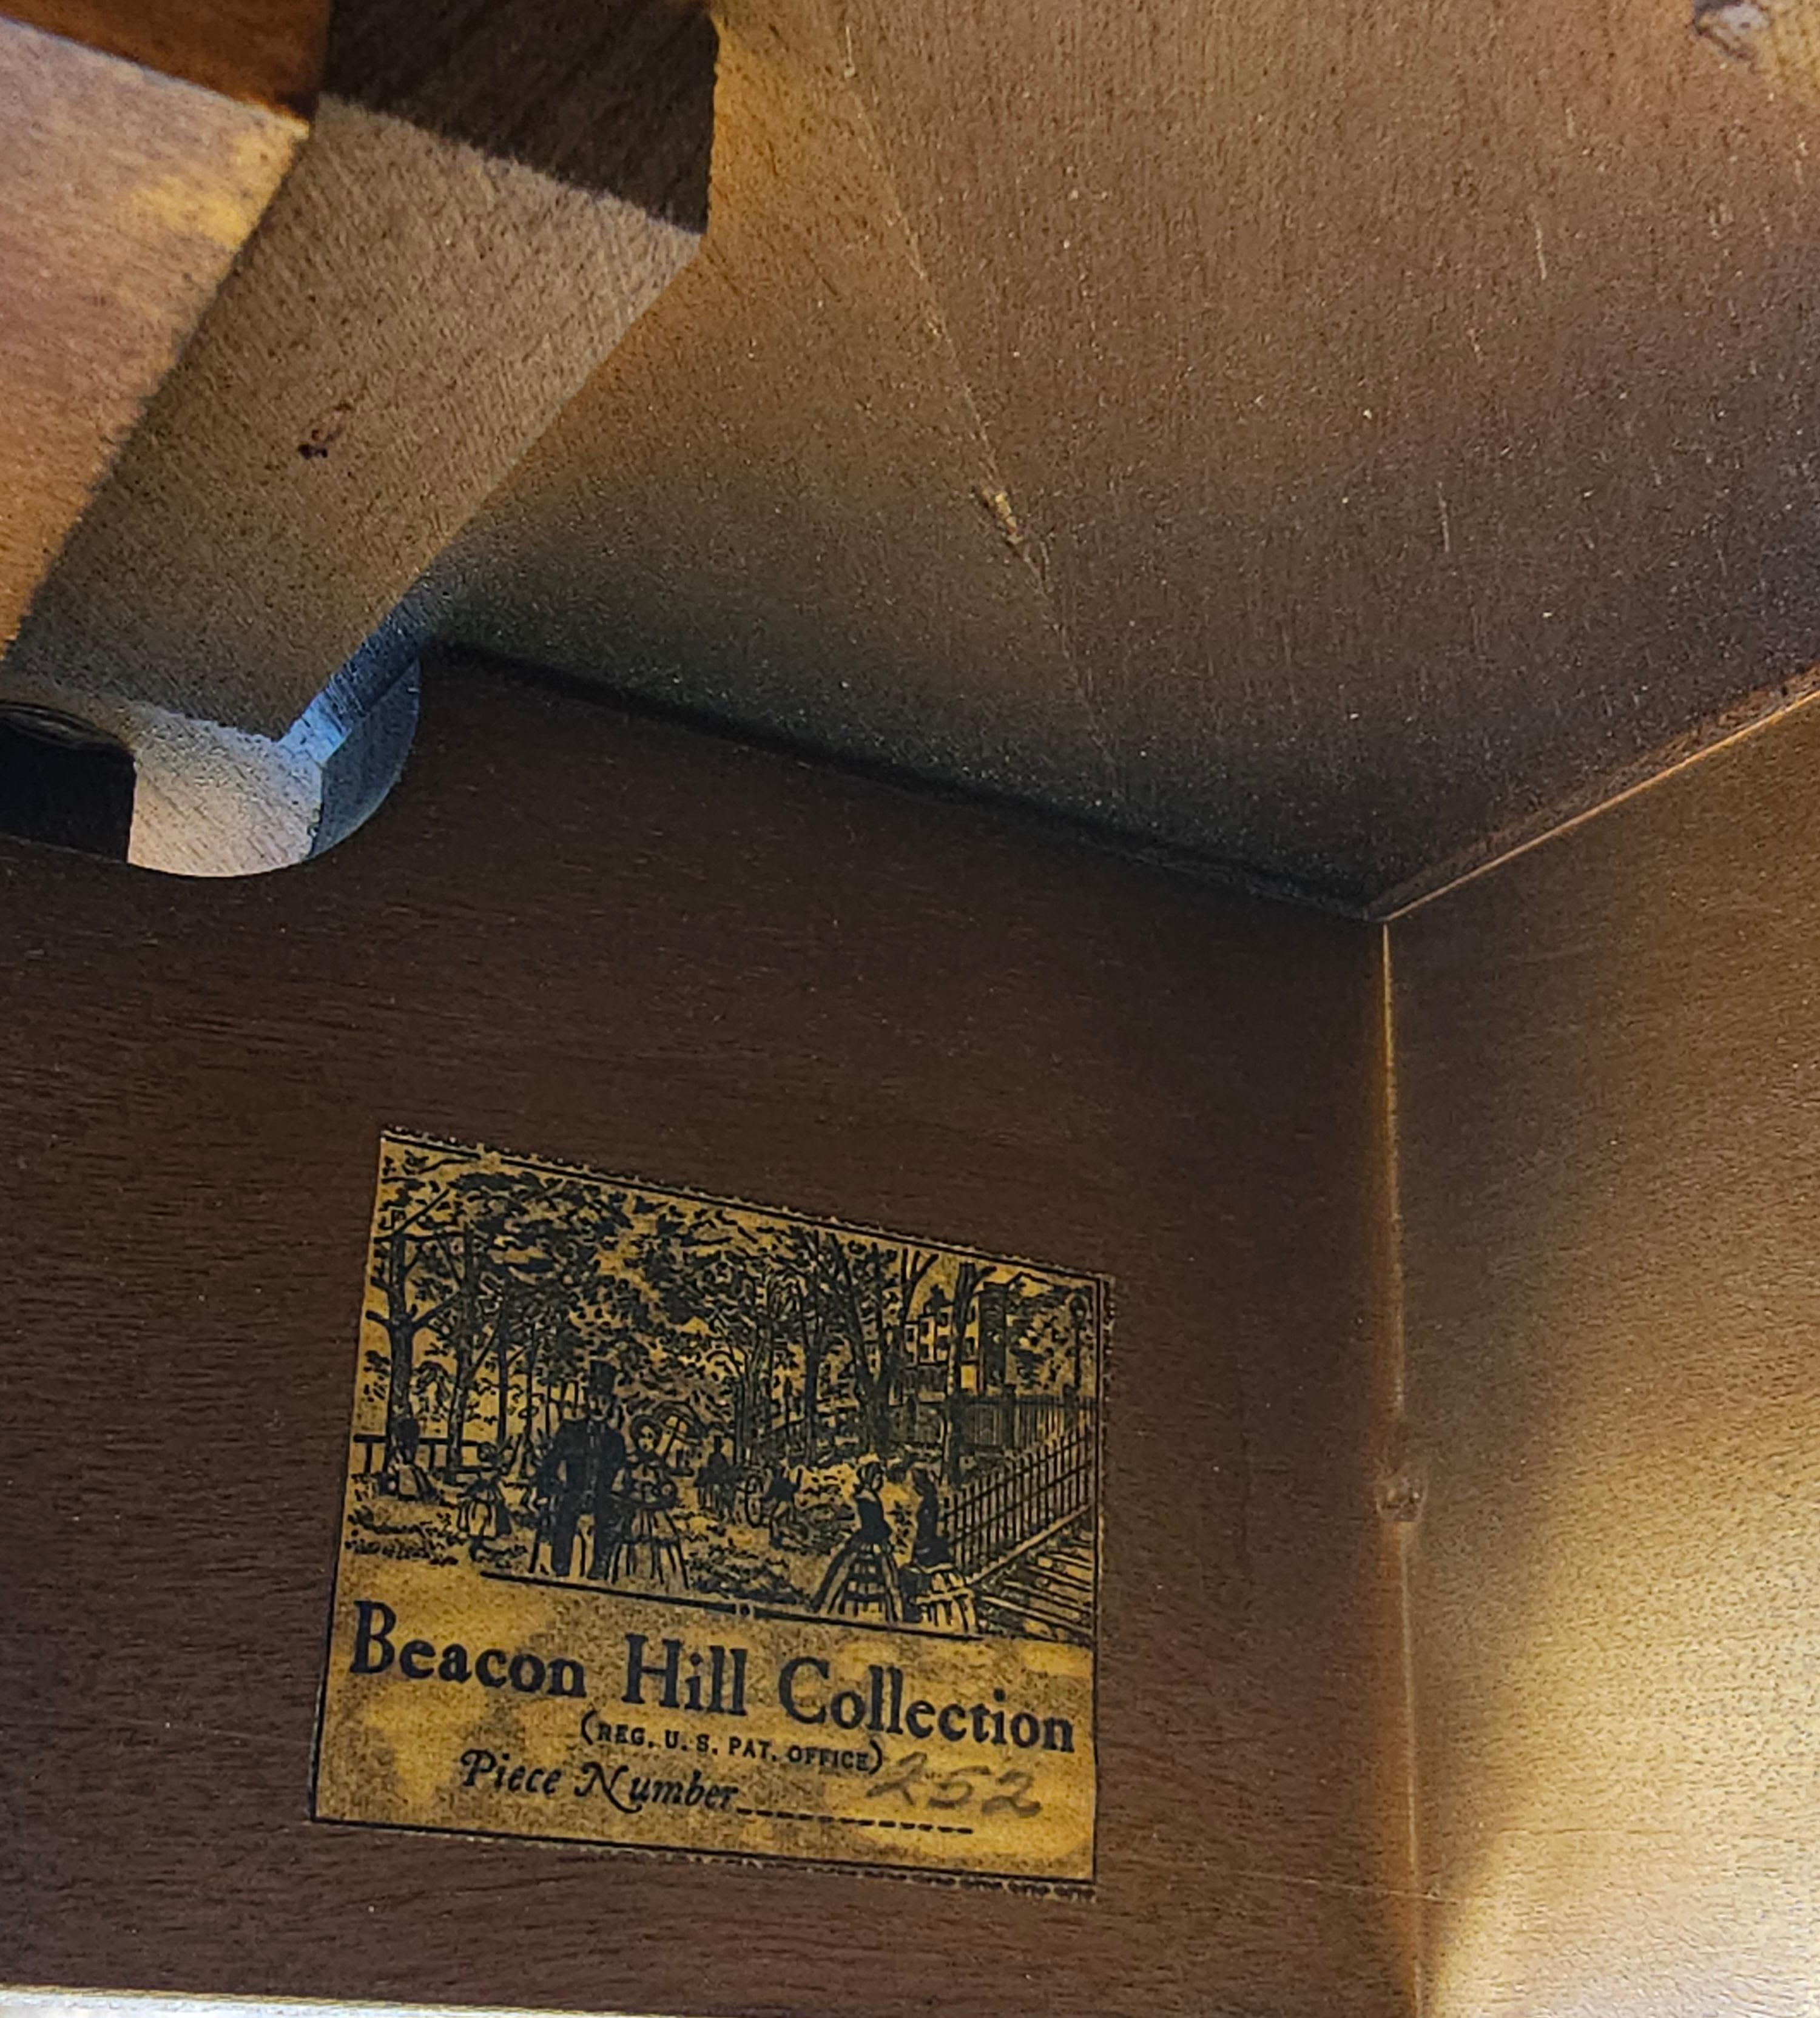 Beacon Hill Collection
(REG. U. S. PAT. OFFICE)
Piece Number 252